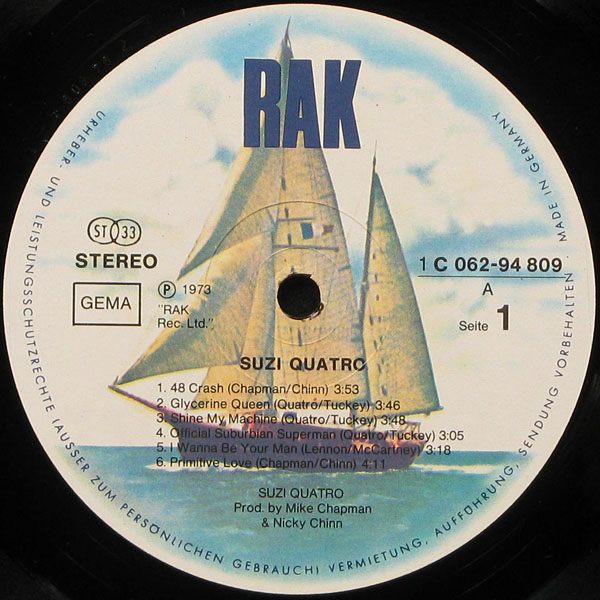 RAK
URHEBER- UND LEISTUNGSSCHUTZRECHTE (AUSSER ZUM PERSÖNLICHEN GEBRAUCH) VERMIETUNG, AUFFÜHRUNG, SENDUNG VORBEHALTEN MADE IN GERMANY
ST 33
STEREO
1 C 062-94 809
GEMA
Ⓟ 1973
"RAK
Rec. Ltd."
A
Seite 1
SUZI QUATRO
1. 48 Crash (Chapman/Chinn) 3:53
2. Glycerine Queen (Quatro/Tuckey) 3:46
3. Shine My Machine (Quatro/Tuckey) 3:48
4. Official Suburbian Superman (Quatro/Tuckey) 3:05
5. I Wanna Be Your Man (Lennon/McCartney) 3:18
6. Primitive Love (Chapman/Chinn) 4:11
SUZI QUATRO
Prod. by Mike Chapman
& Nicky Chinn